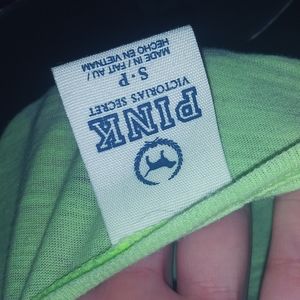 PINK
VICTORIA'S SECRET
S · P
MADE IN / FAIT AU /
HECHO EN VIETNAM